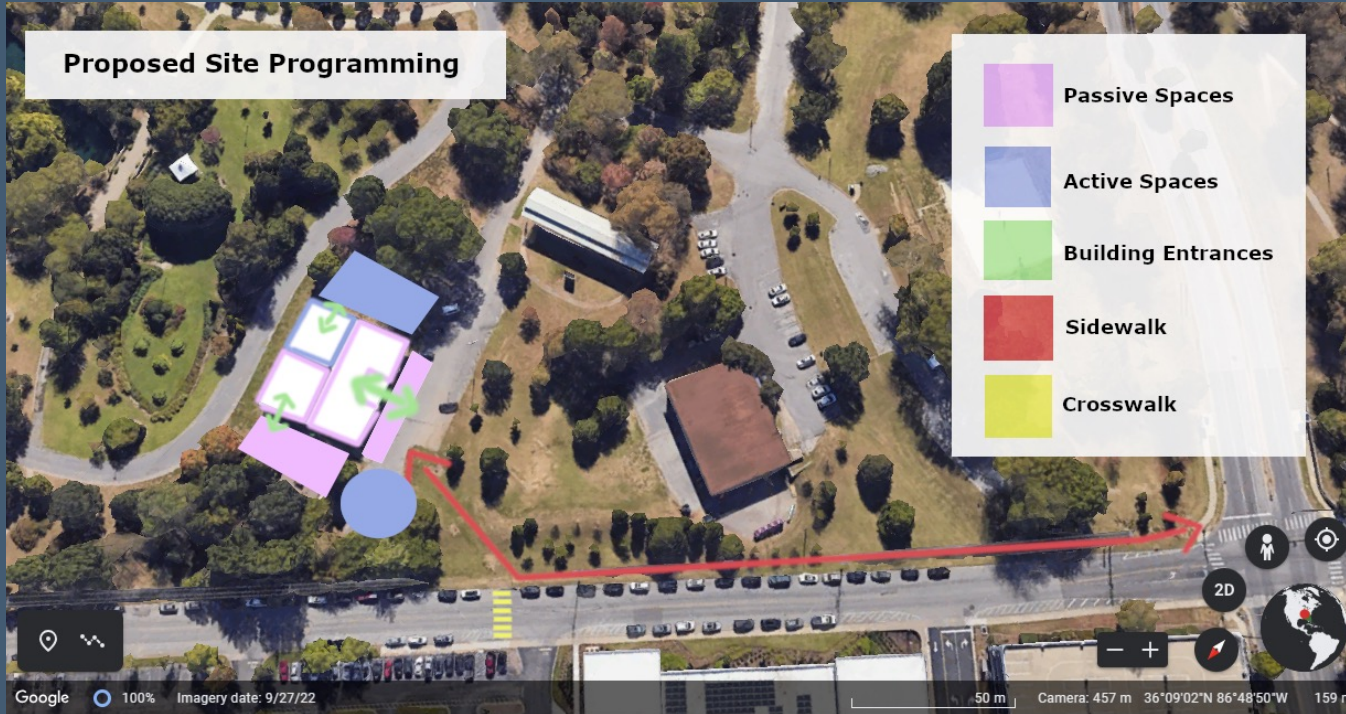 Proposed Site Programming
Passive Spaces
Active Spaces
Building Entrances
Sidewalk
Crosswalk
2D
Google 100% Imagery date: 9/27/22 50 m Camera: 457 m 36°09'02"N 86°48'50"W 159 m